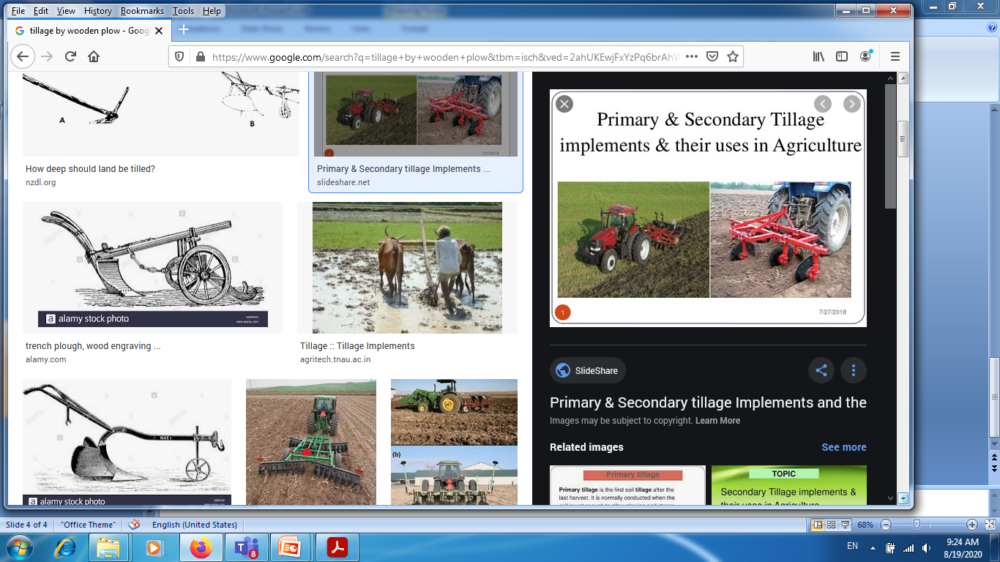 File Edit View History Bookmarks Tools Help
tillage by wooden plow - Goog
https://www.google.com/search?q=tillage+by+wooden+plow&tbm=isch&ved=2ahUKEwjFxYzPq6brAhW
A
B
How deep should land be tilled?
nzdl.org
Primary & Secondary tillage Implements ...
slideshare.net
a alamy stock photo
trench plough, wood engraving ...
alamy.com
Tillage :: Tillage Implements
agritech.tnau.ac.in
a alamy stock photo
(b)
Primary & Secondary Tillage
implements & their uses in Agriculture
1
7/27/2018
SlideShare
Primary & Secondary tillage Implements and the
Images may be subject to copyright. Learn More
Related images
See more
Primary tillage
Primary tillage is the first soil tillage after the
last harvest. It is normally conducted when the
TOPIC
Secondary Tillage implements &
their uses in Agriculture
Slide 4 of 4
"Office Theme"
English (United States)
68%
8
EN
9:24 AM
8/19/2020